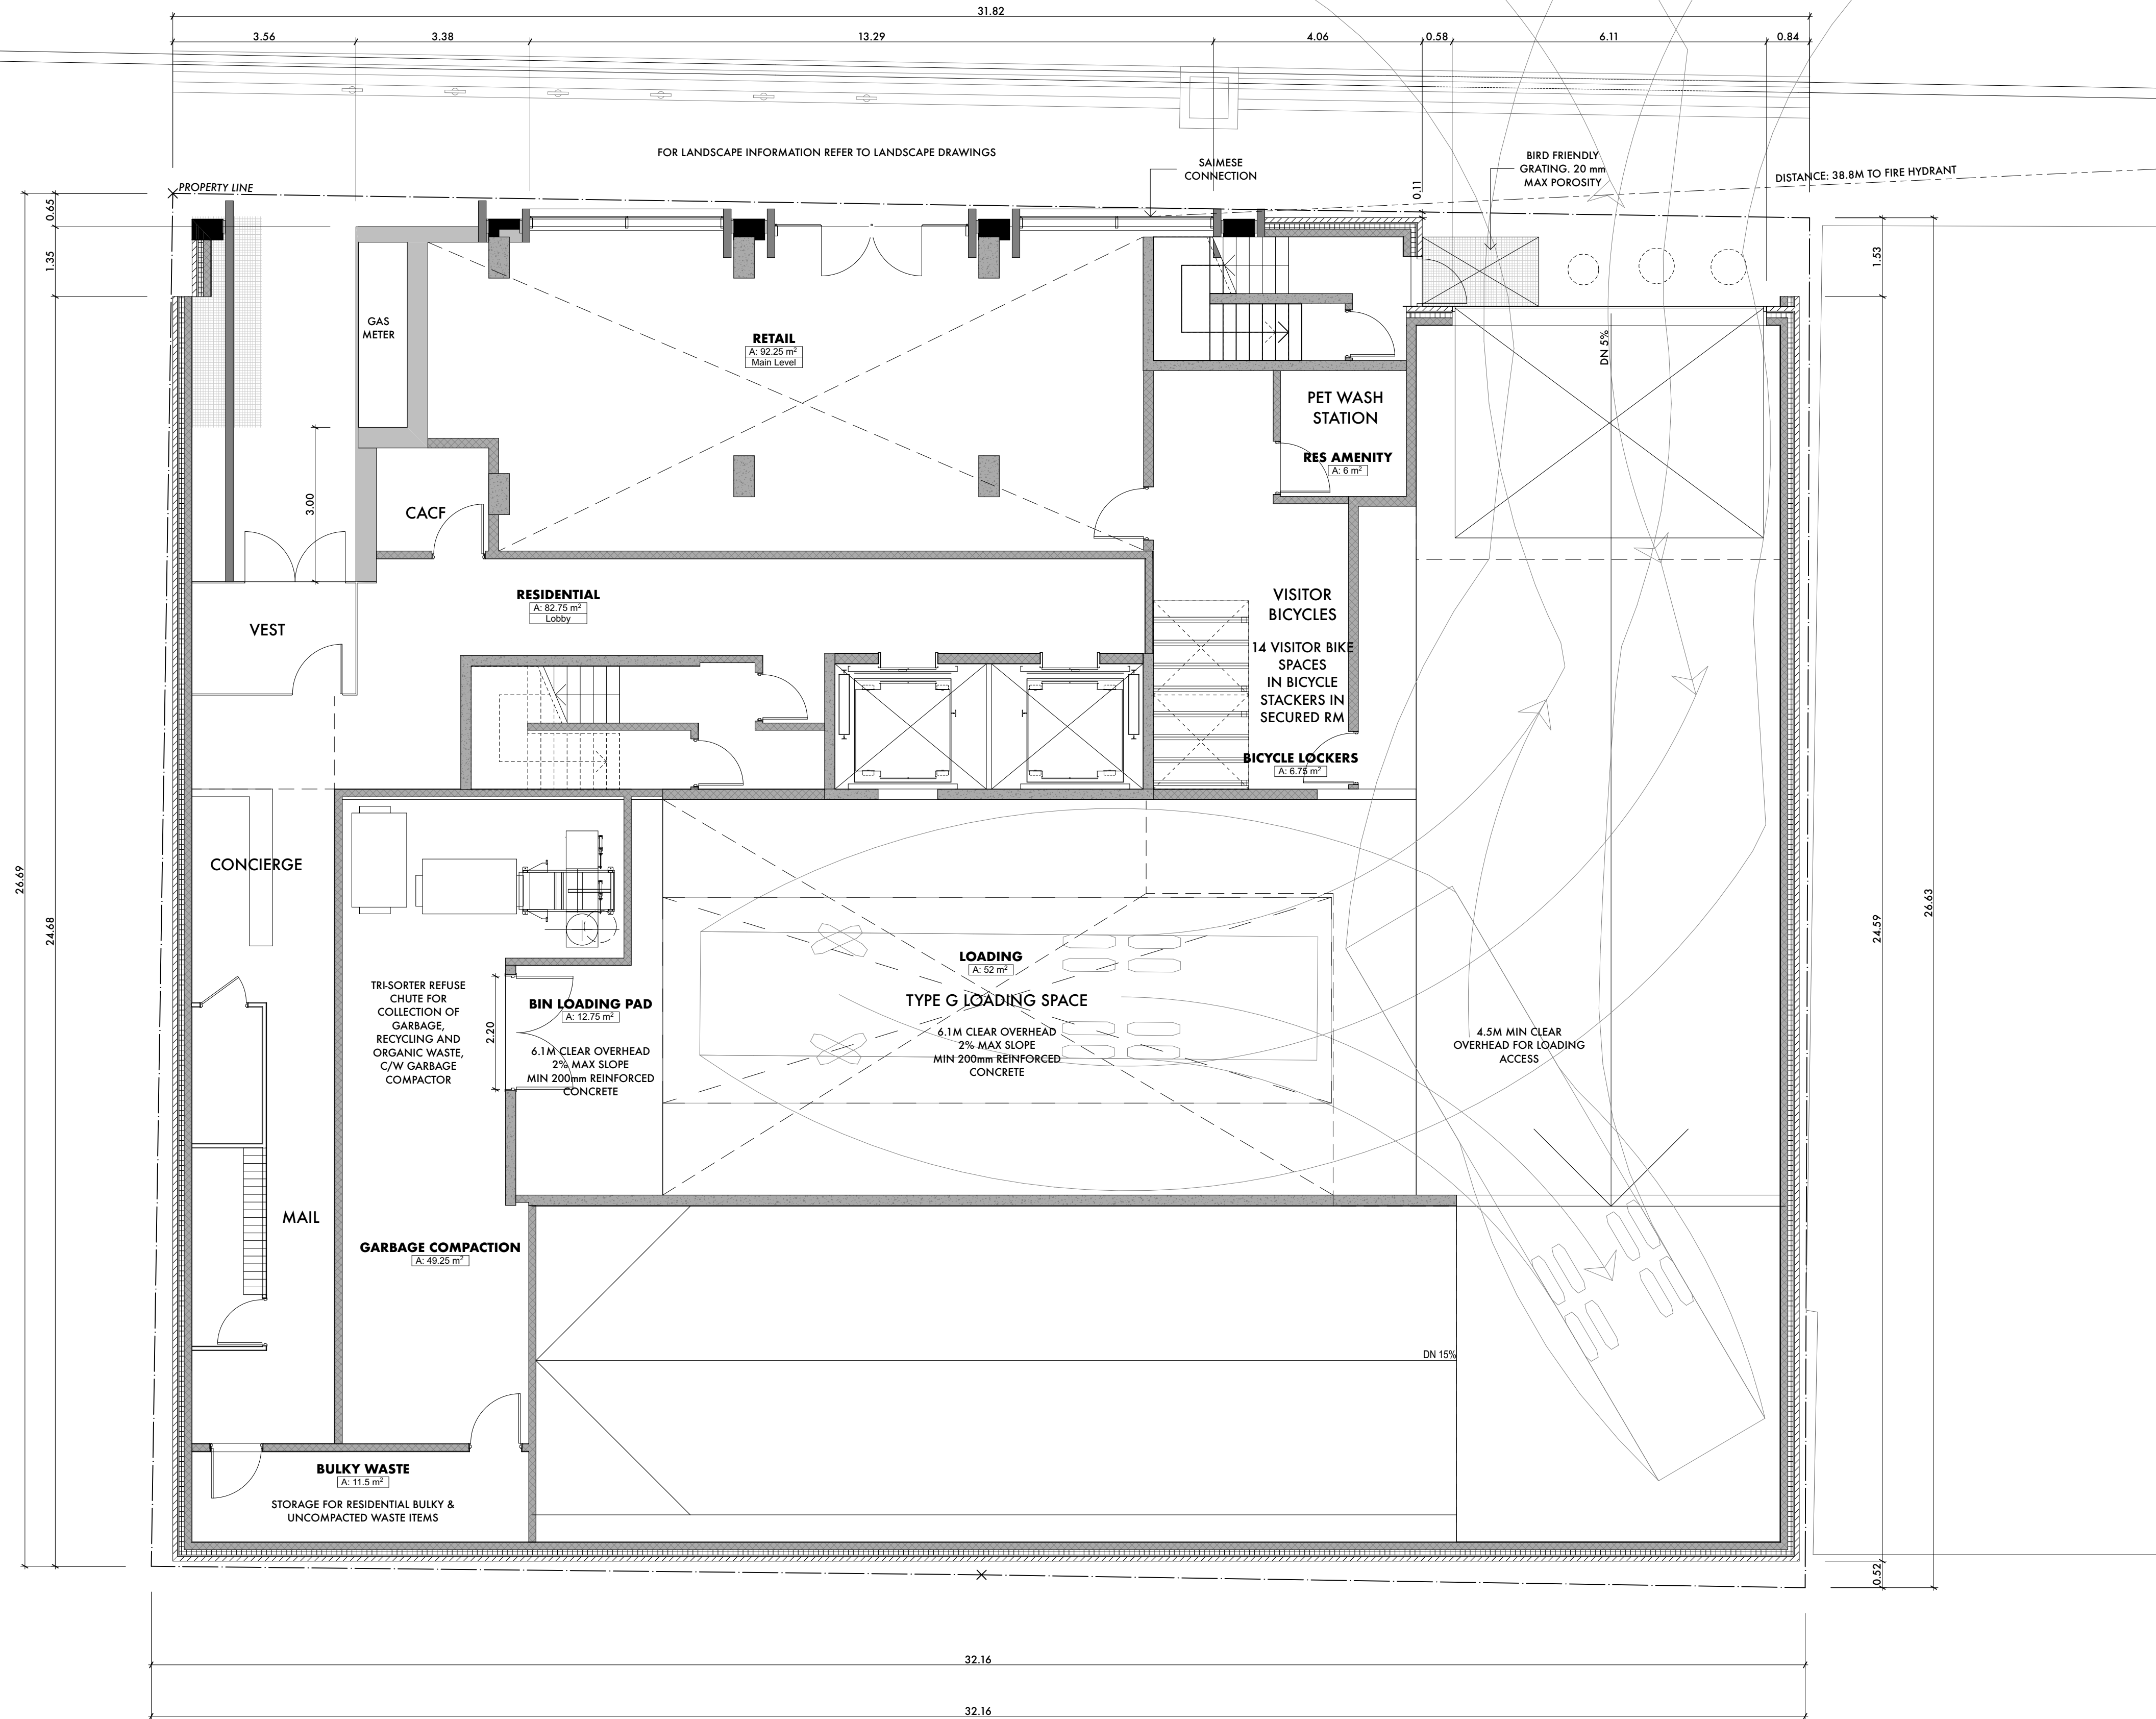 31.82
3.56
3.38
13.29
4.06
0.58
6.11
0.84
FOR LANDSCAPE INFORMATION REFER TO LANDSCAPE DRAWINGS
SAIMESE
CONNECTION
BIRD FRIENDLY
GRATING. 20 mm
MAX POROSITY
DISTANCE: 38.8M TO FIRE HYDRANT
PROPERTY LINE
0.65
1.35
0.11
1.53
GAS
METER
RETAIL
A: 92.25 m²
Main Level
DN 5%
PET WASH
STATION
RES AMENITY
A: 6 m²
3.00
CACF
RESIDENTIAL
A: 82.75 m²
Lobby
VEST
VISITOR
BICYCLES
14 VISITOR BIKE
SPACES
IN BICYCLE
STACKERS IN
SECURED RM
BICYCLE LOCKERS
A: 6.75 m²
CONCIERGE
26.69
24.68
24.59
26.63
TRI-SORTER REFUSE
CHUTE FOR
COLLECTION OF
GARBAGE,
RECYCLING AND
ORGANIC WASTE,
C/W GARBAGE
COMPACTOR
2.20
BIN LOADING PAD
A: 12.75 m²
6.1M CLEAR OVERHEAD
2% MAX SLOPE
MIN 200mm REINFORCED
CONCRETE
LOADING
A: 52 m²
TYPE G LOADING SPACE
6.1M CLEAR OVERHEAD
2% MAX SLOPE
MIN 200mm REINFORCED
CONCRETE
4.5M MIN CLEAR
OVERHEAD FOR LOADING
ACCESS
MAIL
GARBAGE COMPACTION
A: 49.25 m²
DN 15%
BULKY WASTE
A: 11.5 m²
STORAGE FOR RESIDENTIAL BULKY &
UNCOMPACTED WASTE ITEMS
0.52
32.16
32.16